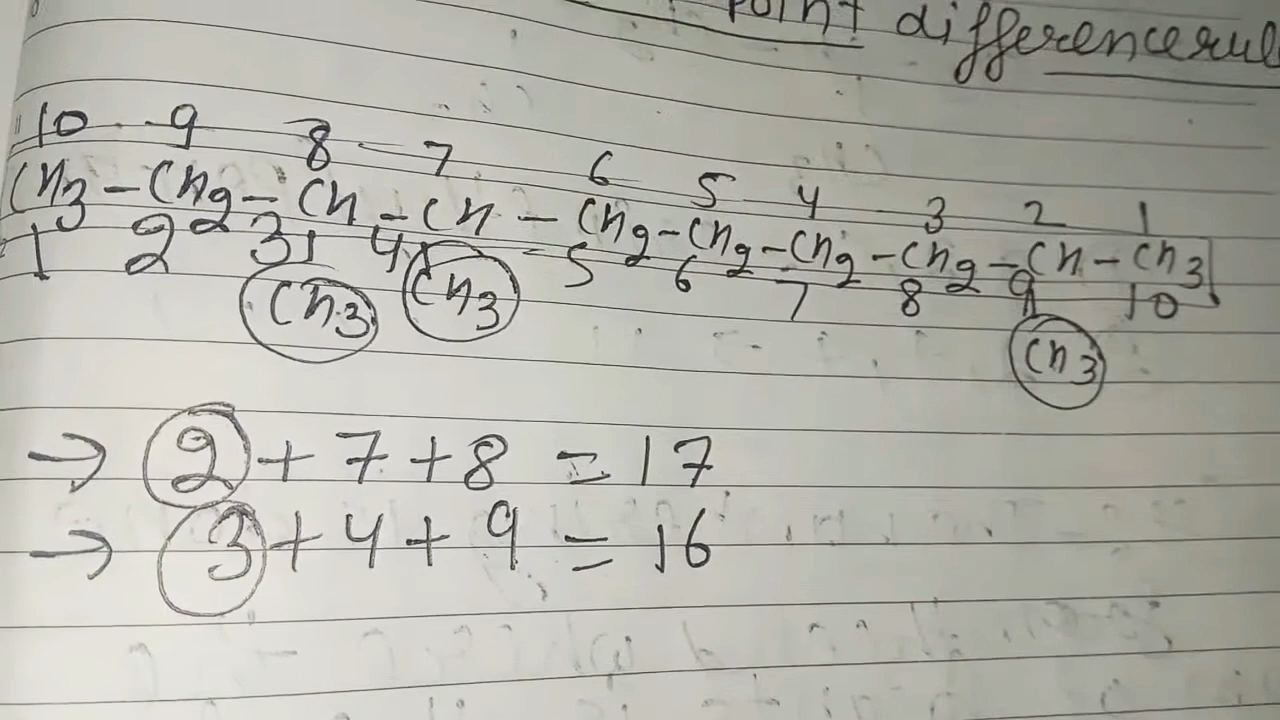 Point difference rul
10 9 8 7 6 5 4 3 2 1
CH3 - CH2 - CH - CH - CH2 - CH2 - CH2 - CH2 - CH - CH3
1 2 3 4 5 6 7 8 9 10
CH3 CH3 CH3
→ 2 + 7 + 8 = 17
→ 3 + 4 + 9 = 16